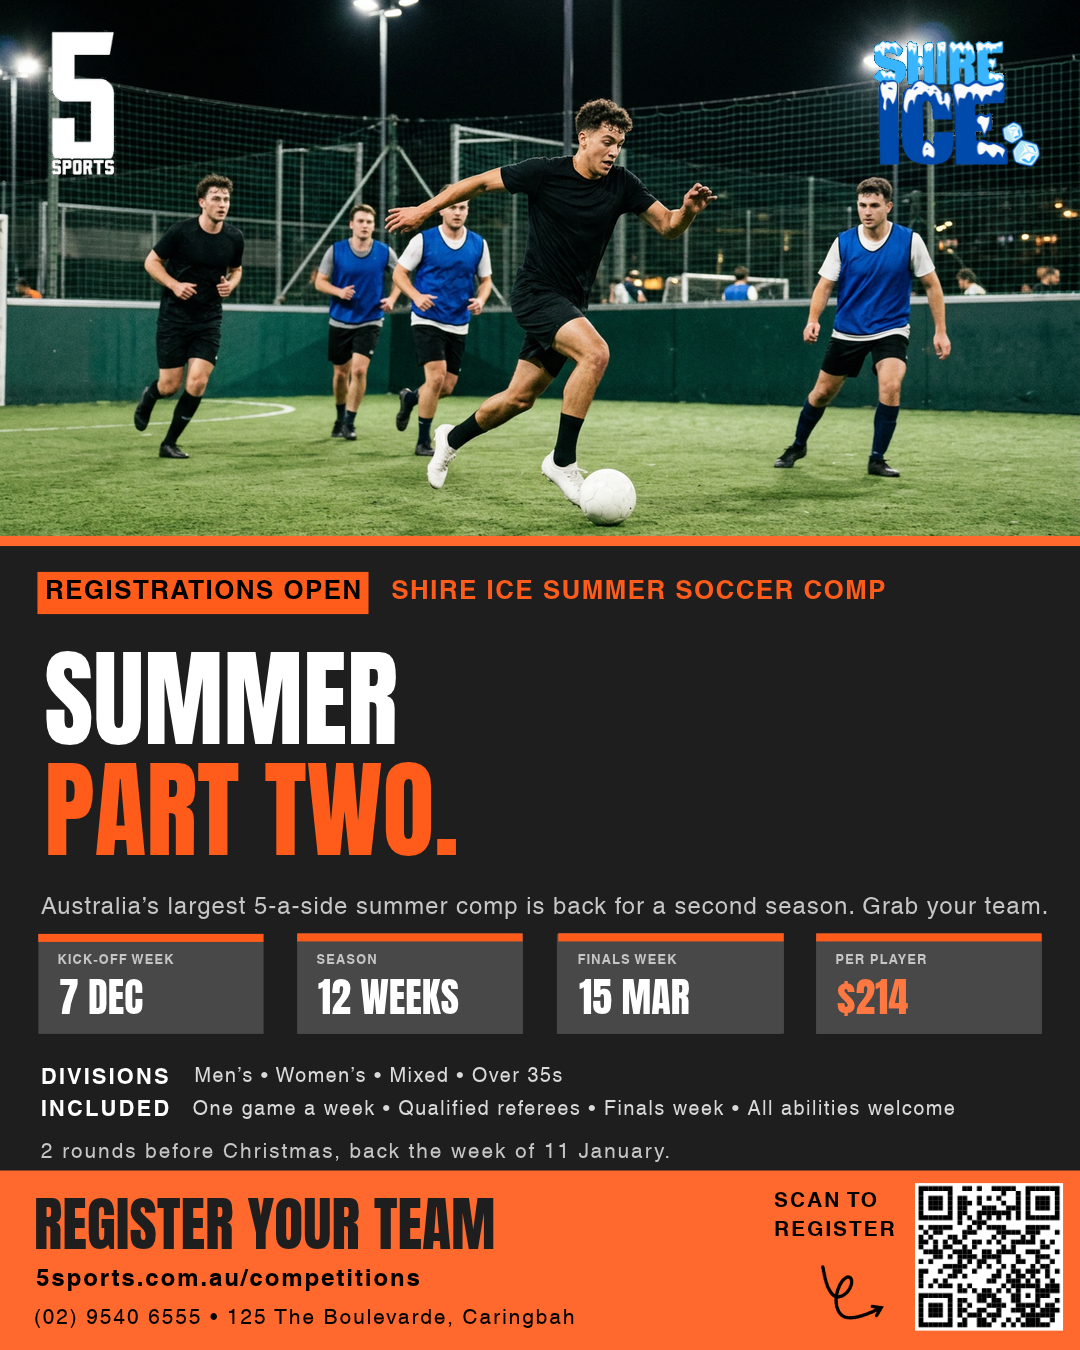 5
SPORTS
SHIRE
ICE
REGISTRATIONS OPEN SHIRE ICE SUMMER SOCCER COMP
SUMMER
PART TWO.
Australia’s largest 5-a-side summer comp is back for a second season. Grab your team.
KICK-OFF WEEK
7 DEC
SEASON
12 WEEKS
FINALS WEEK
15 MAR
PER PLAYER
$214
DIVISIONS Men’s • Women’s • Mixed • Over 35s
INCLUDED One game a week • Qualified referees • Finals week • All abilities welcome
2 rounds before Christmas, back the week of 11 January.
REGISTER YOUR TEAM
5sports.com.au/competitions
(02) 9540 6555 • 125 The Boulevarde, Caringbah
SCAN TO
REGISTER